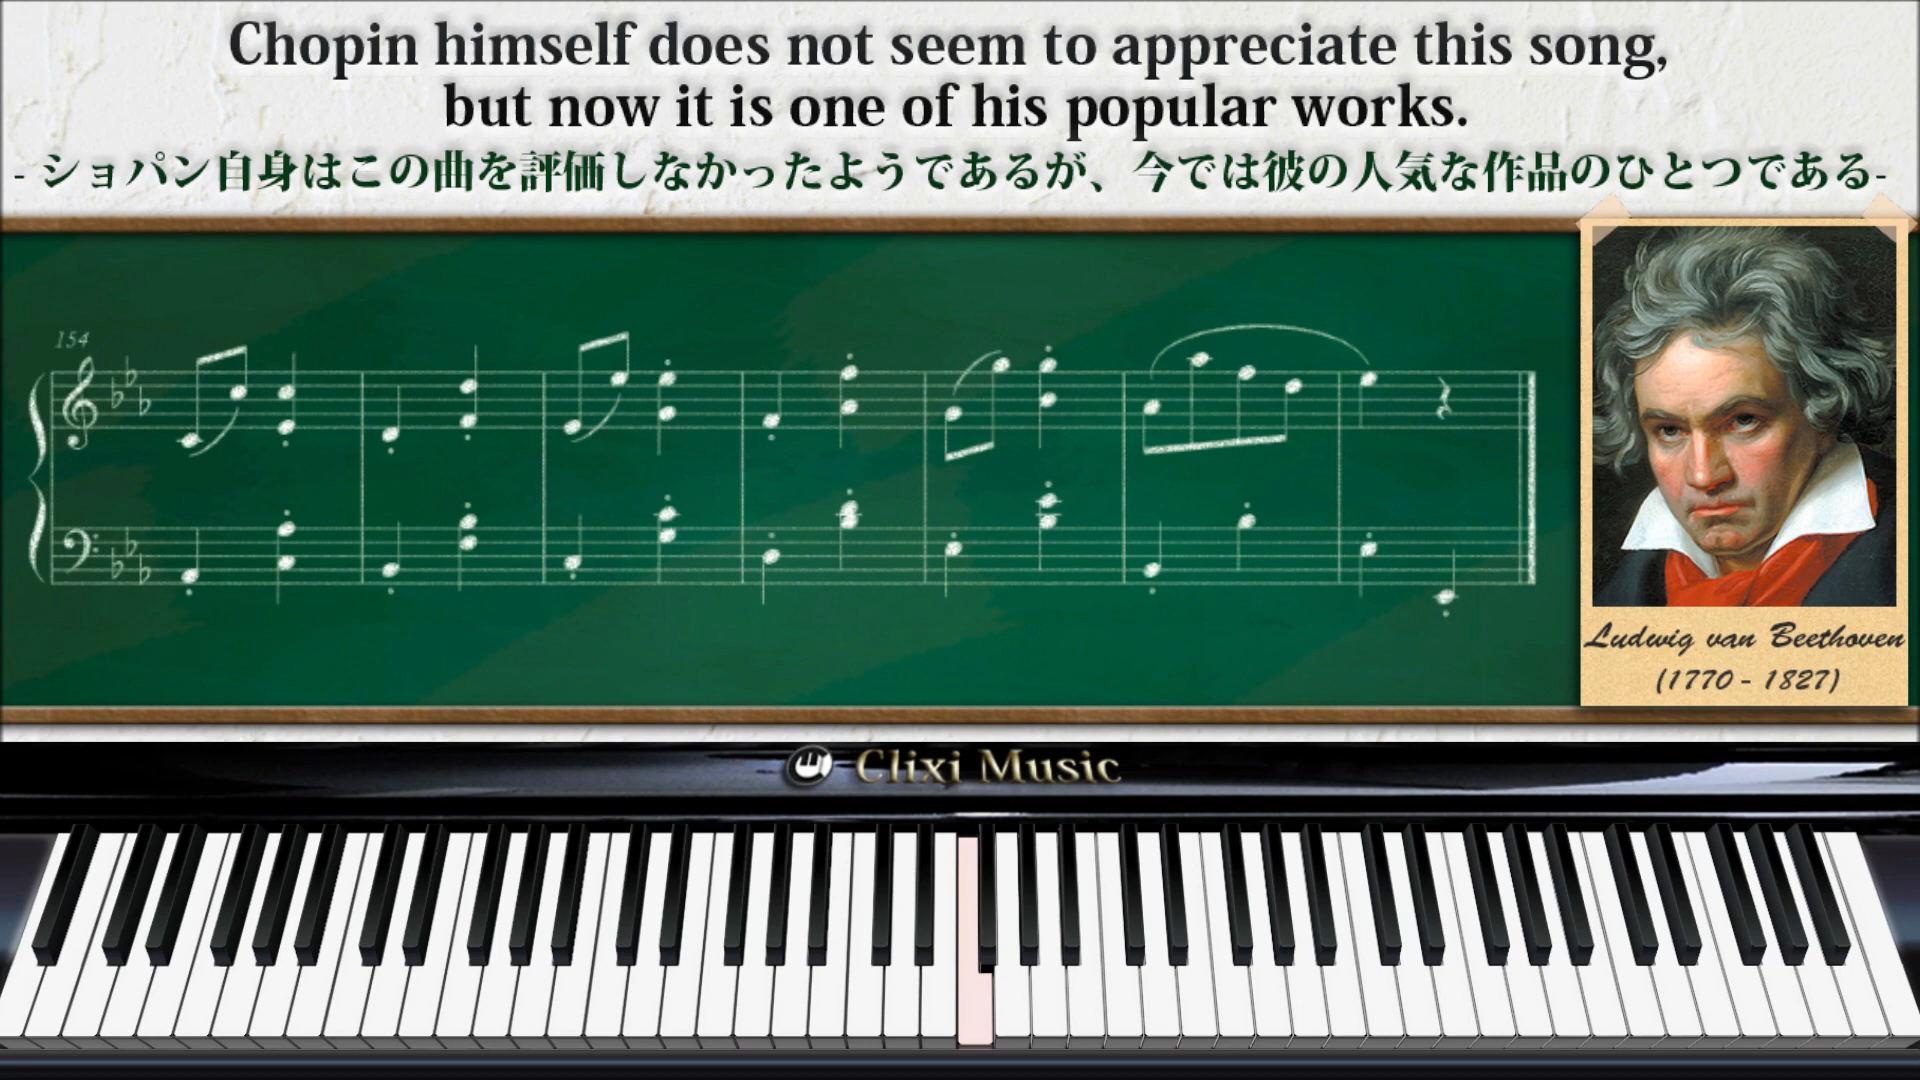 Chopin himself does not seem to appreciate this song,
but now it is one of his popular works.
- ショパン自身はこの曲を評価しなかったようであるが、今では彼の人気な作品のひとつである-
154
Ludwig van Beethoven
(1770 - 1827)
Clixi Music